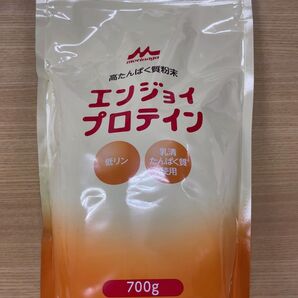 morinaga
高たんぱく質粉末
エンジョイ
プロテイン
低リン
乳清
たんぱく質
使用
700g